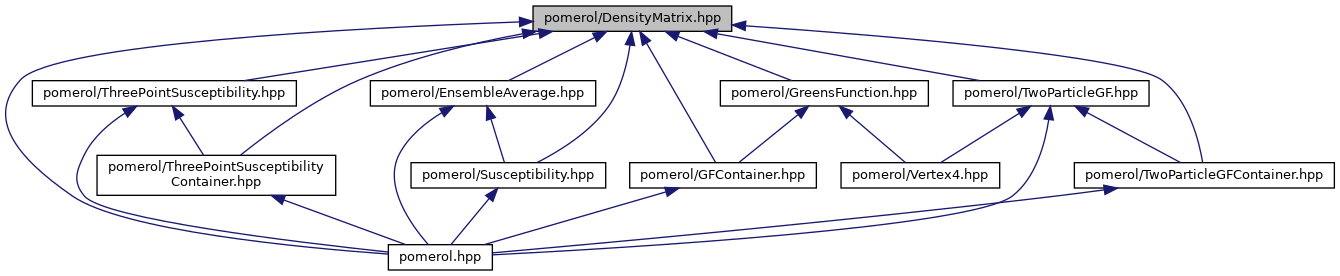 pomerol/DensityMatrix.hpp
pomerol/ThreePointSusceptibility.hpp
pomerol/EnsembleAverage.hpp
pomerol/GreensFunction.hpp
pomerol/TwoParticleGF.hpp
pomerol/ThreePointSusceptibility
Container.hpp
pomerol/Susceptibility.hpp
pomerol/GFContainer.hpp
pomerol/Vertex4.hpp
pomerol/TwoParticleGFContainer.hpp
pomerol.hpp